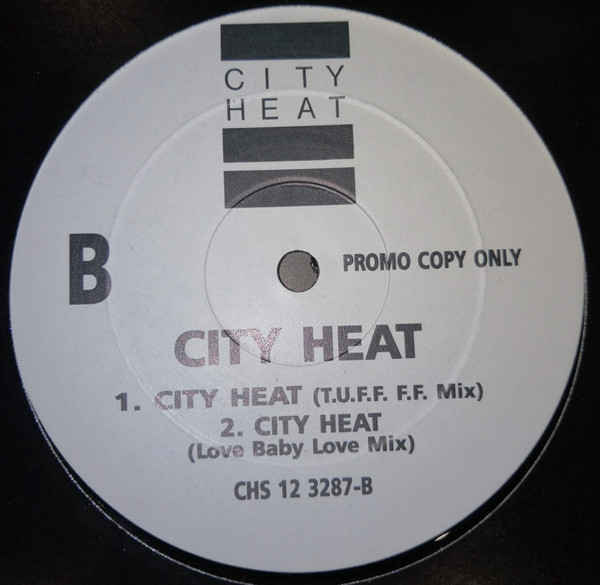 CITY
HEAT
B
PROMO COPY ONLY
CITY HEAT
1. CITY HEAT (T.U.F.F. F.F. Mix)
2. CITY HEAT
(Love Baby Love Mix)
CHS 12 3287-B